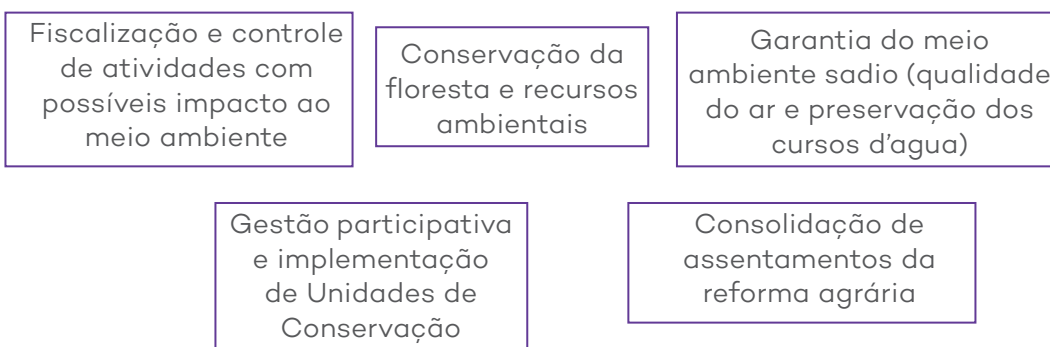 Fiscalização e controle
de atividades com
possíveis impacto ao
meio ambiente
Conservação da
floresta e recursos
ambientais
Garantia do meio
ambiente sadio (qualidade
do ar e preservação dos
cursos d’agua)
Gestão participativa
e implementação
de Unidades de
Conservação
Consolidação de
assentamentos da
reforma agrária